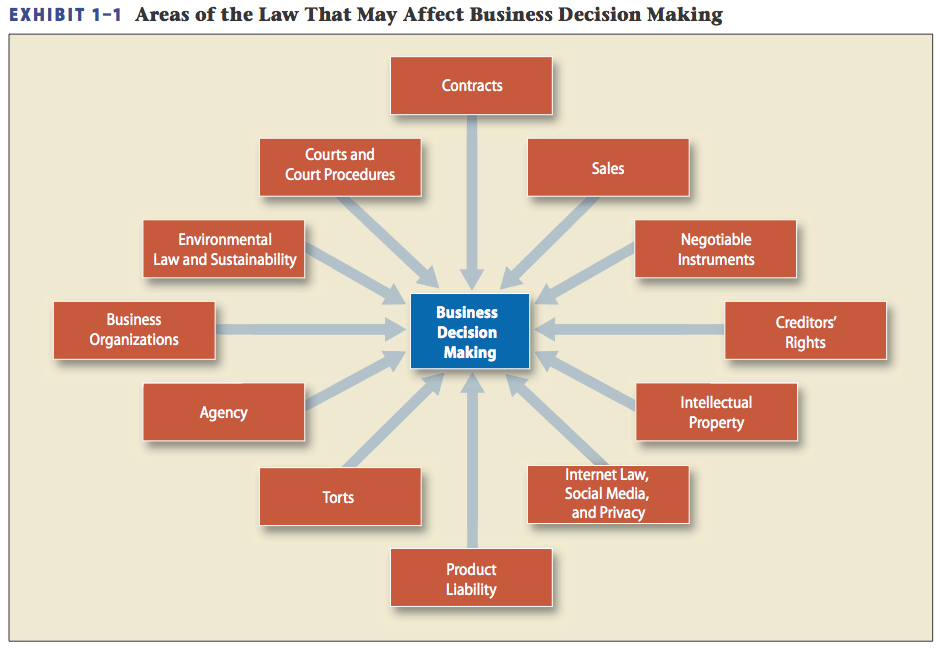 EXHIBIT 1–1 Areas of the Law That May Affect Business Decision Making
Contracts
Courts and
Court Procedures
Sales
Environmental
Law and Sustainability
Negotiable
Instruments
Business
Organizations
Business
Decision
Making
Creditors’
Rights
Agency
Intellectual
Property
Torts
Internet Law,
Social Media,
and Privacy
Product
Liability